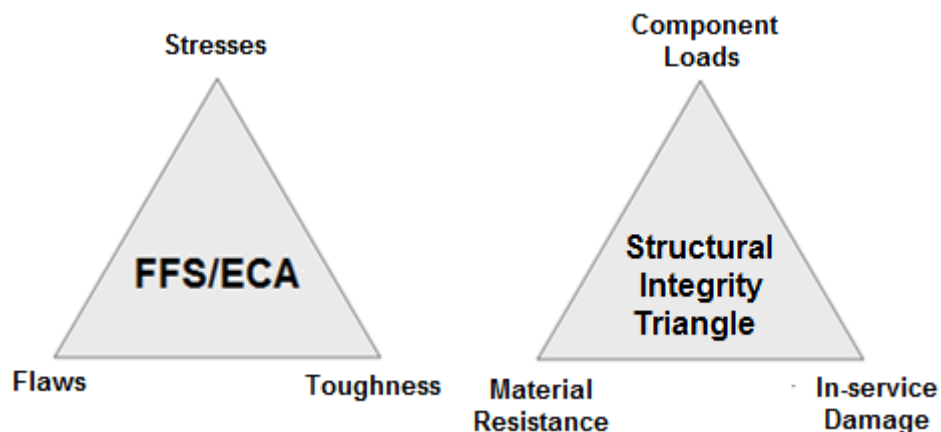 Stresses
FFS/ECA
Flaws
Toughness
Component
Loads
Structural
Integrity
Triangle
Material
Resistance
In-service
Damage